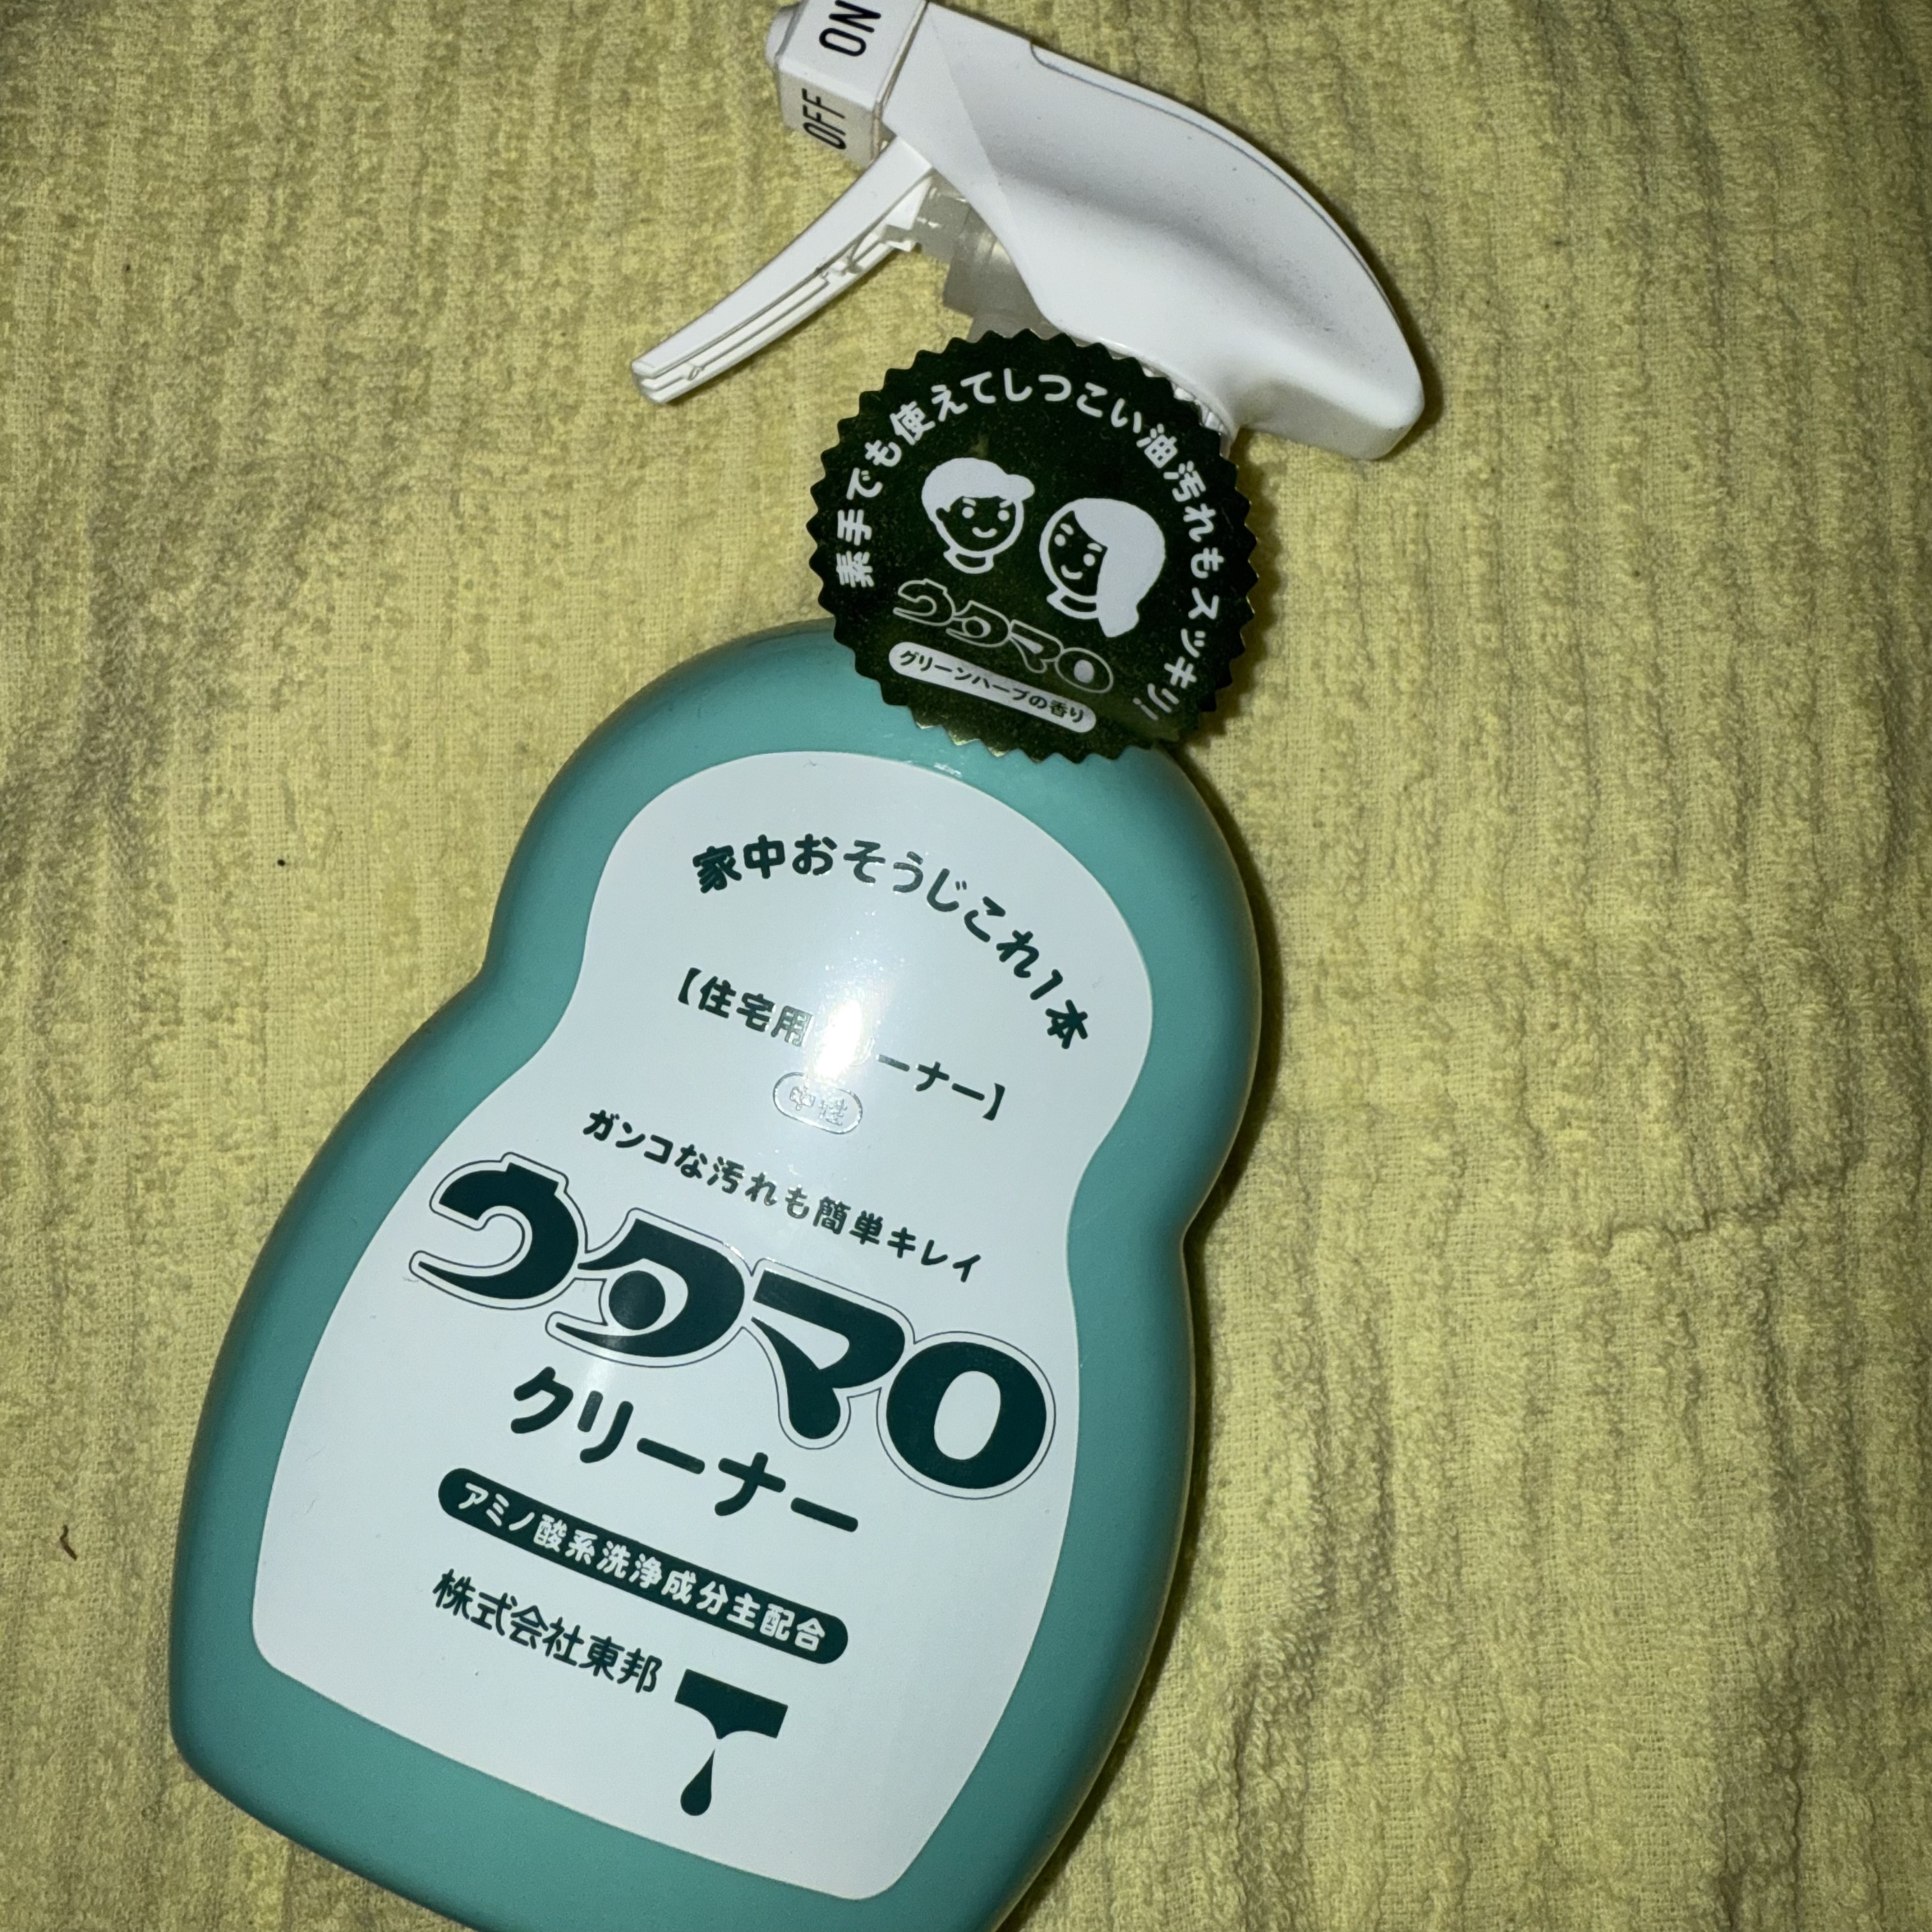 ON
OFF
素手でも使えてしつこい油汚れもスッキリ!!
ウタマロ
グリーンハーブの香り
家中おそうじこれ1本
【住宅用 ーナー】
中性
ガンコな汚れも簡単キレイ
ウタマロ
クリーナー
アミノ酸系洗浄成分主配合
株式会社東邦